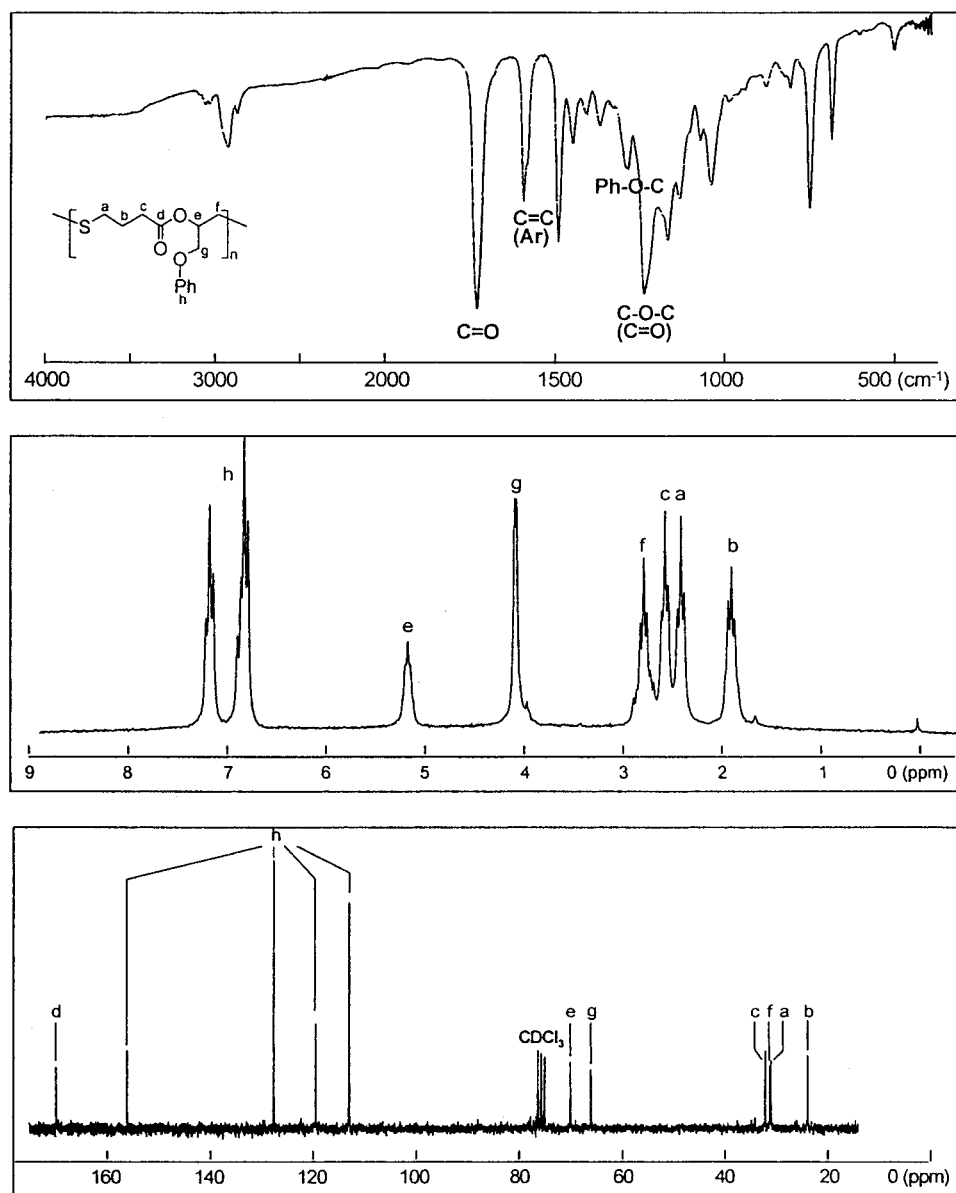 Ph-O-C
a b c d e f
S O
O g
O n
Ph
h
C=C
(Ar)
C=O
C-O-C
(C=O)
4000 3000 2000 1500 1000 500 (cm-1)
h
g
c a
f
b
e
9 8 7 6 5 4 3 2 1 0 (ppm)
h
d
e g
c f a b
CDCl3
160 140 120 100 80 60 40 20 0 (ppm)